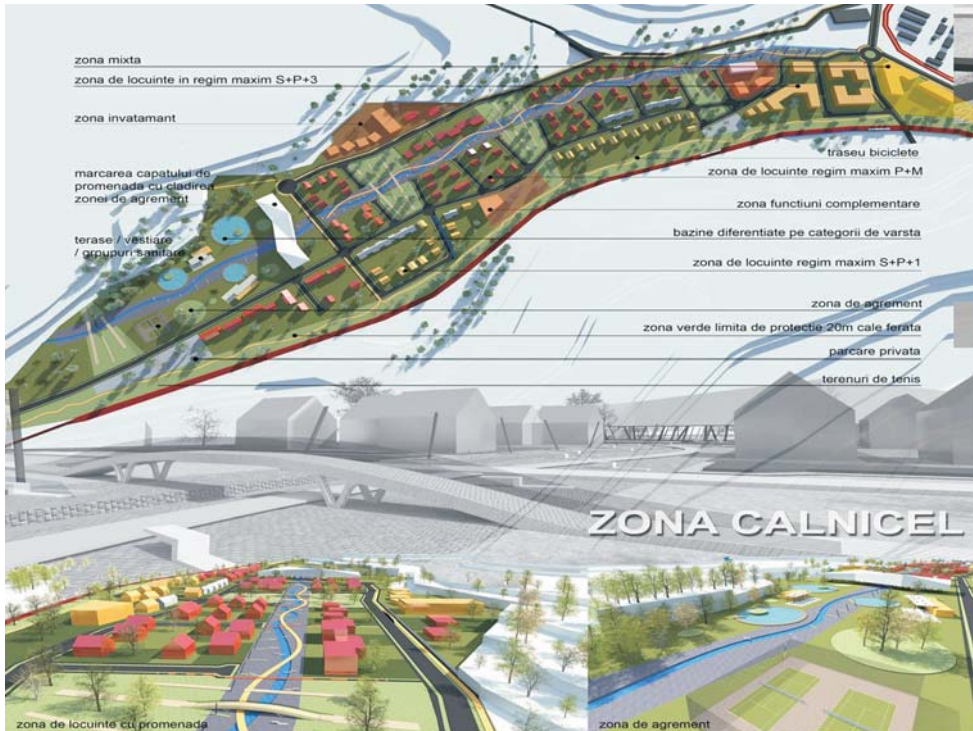 zona mixta
zona de locuinte in regim maxim S+P+3
zona invatamant
marcarea capatului de
promenada cu cladirea
zonei de agrement
terase / vestiare
/ grpupuri sanitare
traseu biciclete
zona de locuinte regim maxim P+M
zona functiuni complementare
bazine diferentiate pe categorii de varsta
zona de locuinte regim maxim S+P+1
zona de agrement
zona verde limita de protectie 20m cale ferata
parcare privata
terenuri de tenis
ZONA CALNICEL
zona de locuinte cu promenada
zona de agrement